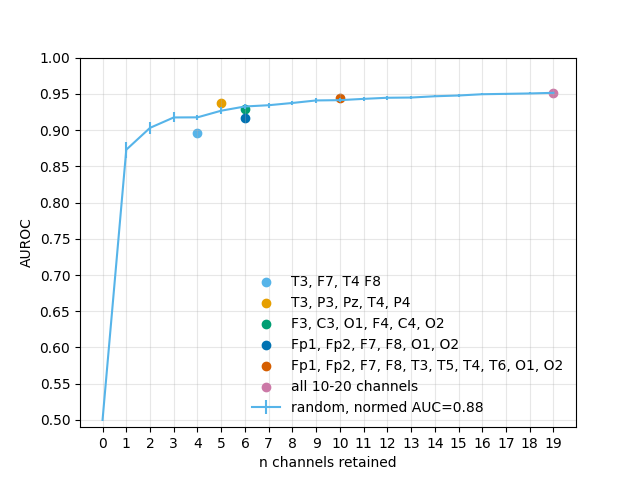 1.00
0.95
0.90
0.85
0.80
0.75
0.70
0.65
0.60
0.55
0.50
AUROC
T3, F7, T4 F8
T3, P3, Pz, T4, P4
F3, C3, O1, F4, C4, O2
Fp1, Fp2, F7, F8, O1, O2
Fp1, Fp2, F7, F8, T3, T5, T4, T6, O1, O2
all 10-20 channels
random, normed AUC=0.88
0 1 2 3 4 5 6 7 8 9 10 11 12 13 14 15 16 17 18 19
n channels retained